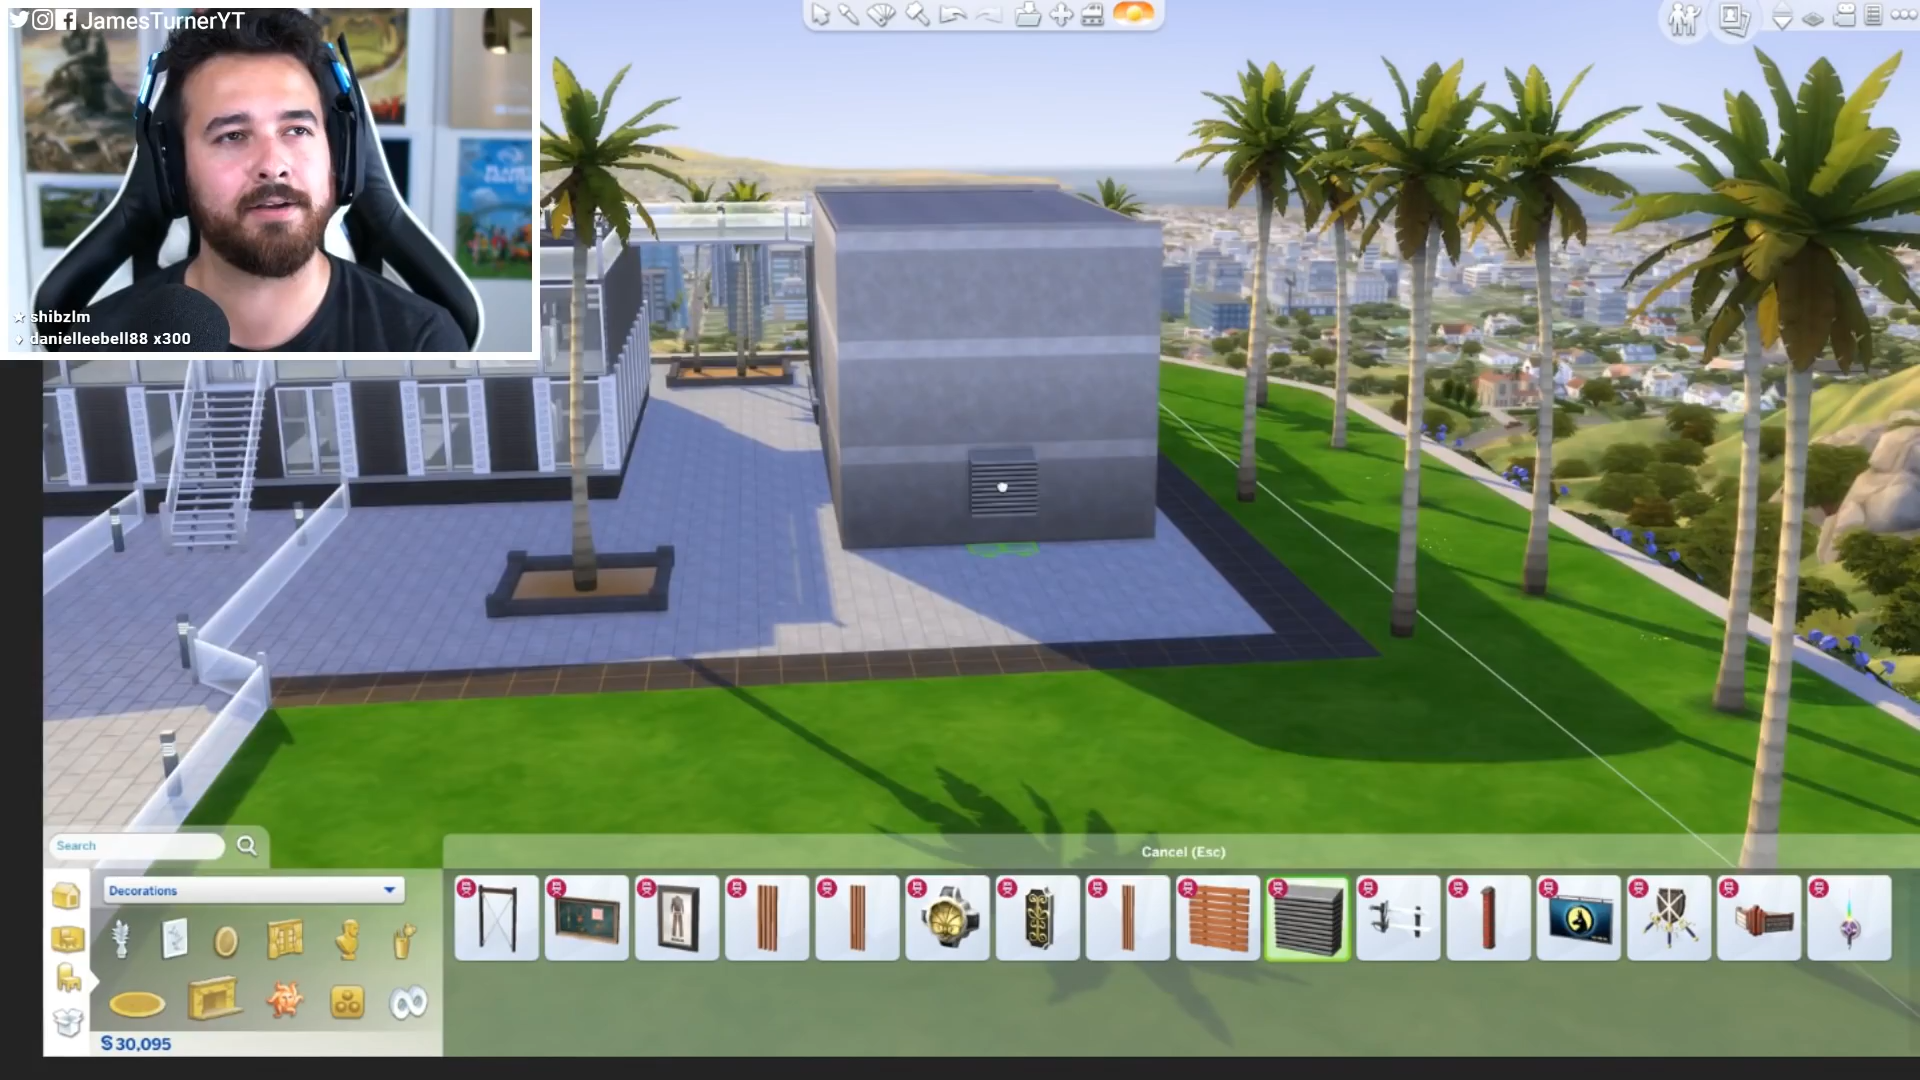 JamesTurnerYT
shibzlm
danielleebell88 x300
Search
Cancel (Esc)
Decorations
§30,095